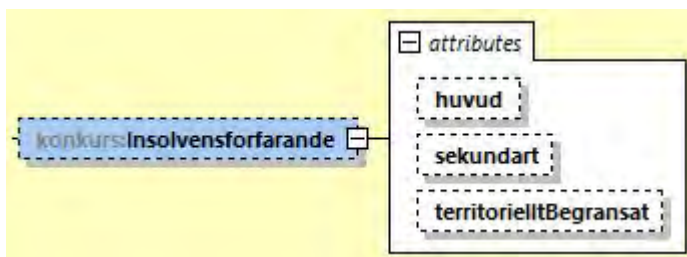 attributes
huvud
konkurs:Insolvensforfarande
sekundart
territorielltBegransat